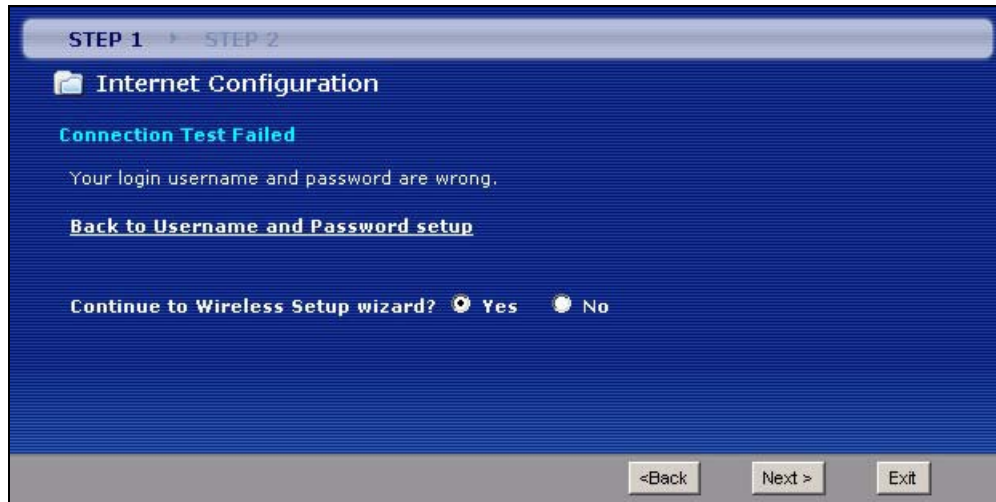 STEP 1 STEP 2
Internet Configuration
Connection Test Failed
Your login username and password are wrong.
Back to Username and Password setup
Continue to Wireless Setup wizard? Yes No
<Back Next > Exit